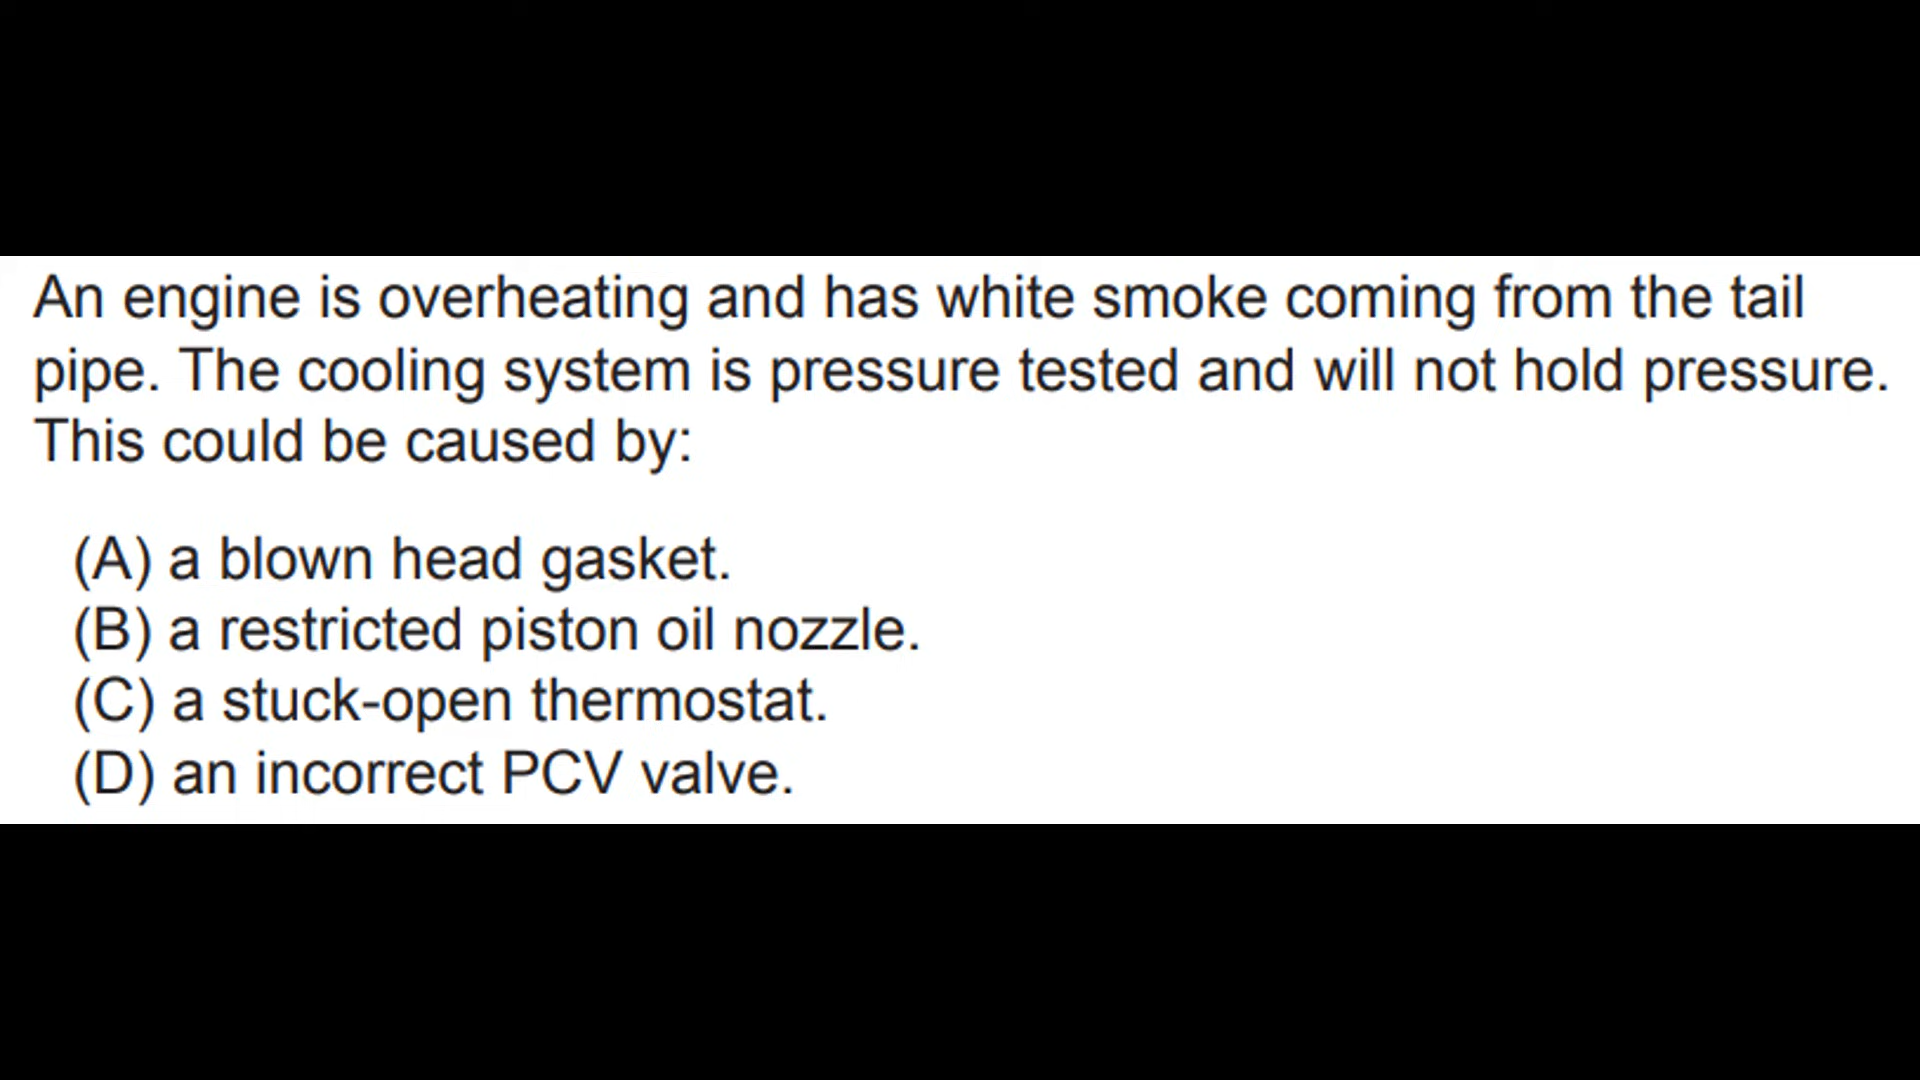 An engine is overheating and has white smoke coming from the tail
pipe. The cooling system is pressure tested and will not hold pressure.
This could be caused by:
(A) a blown head gasket.
(B) a restricted piston oil nozzle.
(C) a stuck-open thermostat.
(D) an incorrect PCV valve.